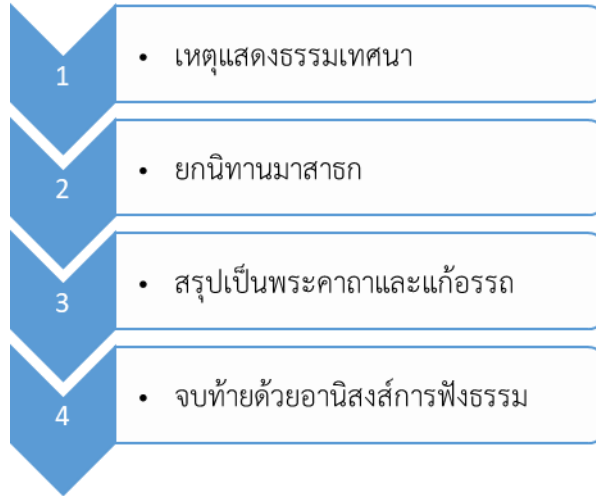 1
• เหตุแสดงธรรมเทศนา
2
• ยกนิทานมาสาธก
3
• สรุปเป็นพระคาถาและแก้อรรถ
4
• จบท้ายด้วยอานิสงส์การฟังธรรม